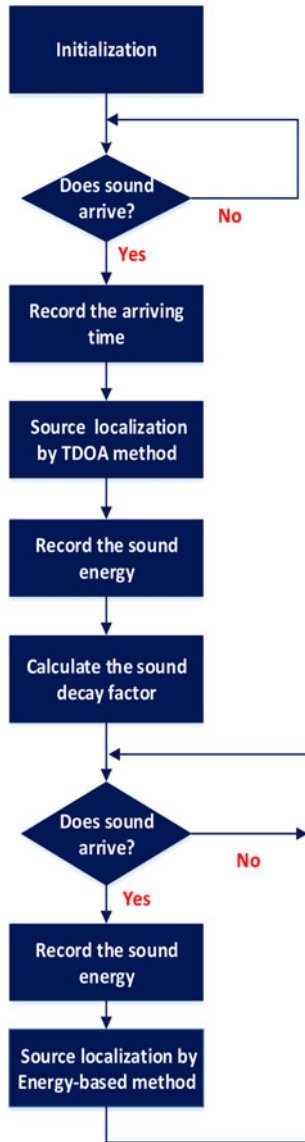 Initialization
Does sound
arrive?
No
Yes
Record the arriving
time
Source localization
by TDOA method
Record the sound
energy
Calculate the sound
decay factor
Does sound
arrive?
No
Yes
Record the sound
energy
Source localization by
Energy-based method